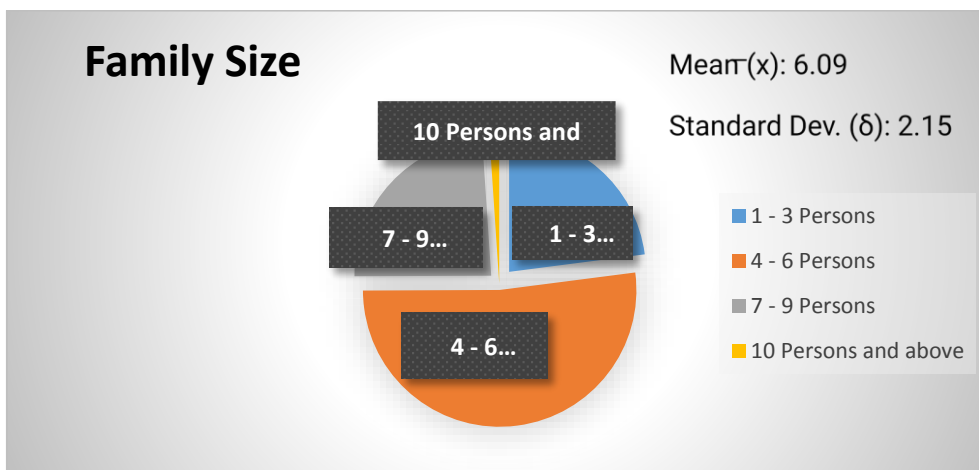 Family Size
Mean (x): 6.09
Standard Dev. (δ): 2.15
10 Persons and
7 - 9...
1 - 3...
4 - 6...
1 - 3 Persons
4 - 6 Persons
7 - 9 Persons
10 Persons and above